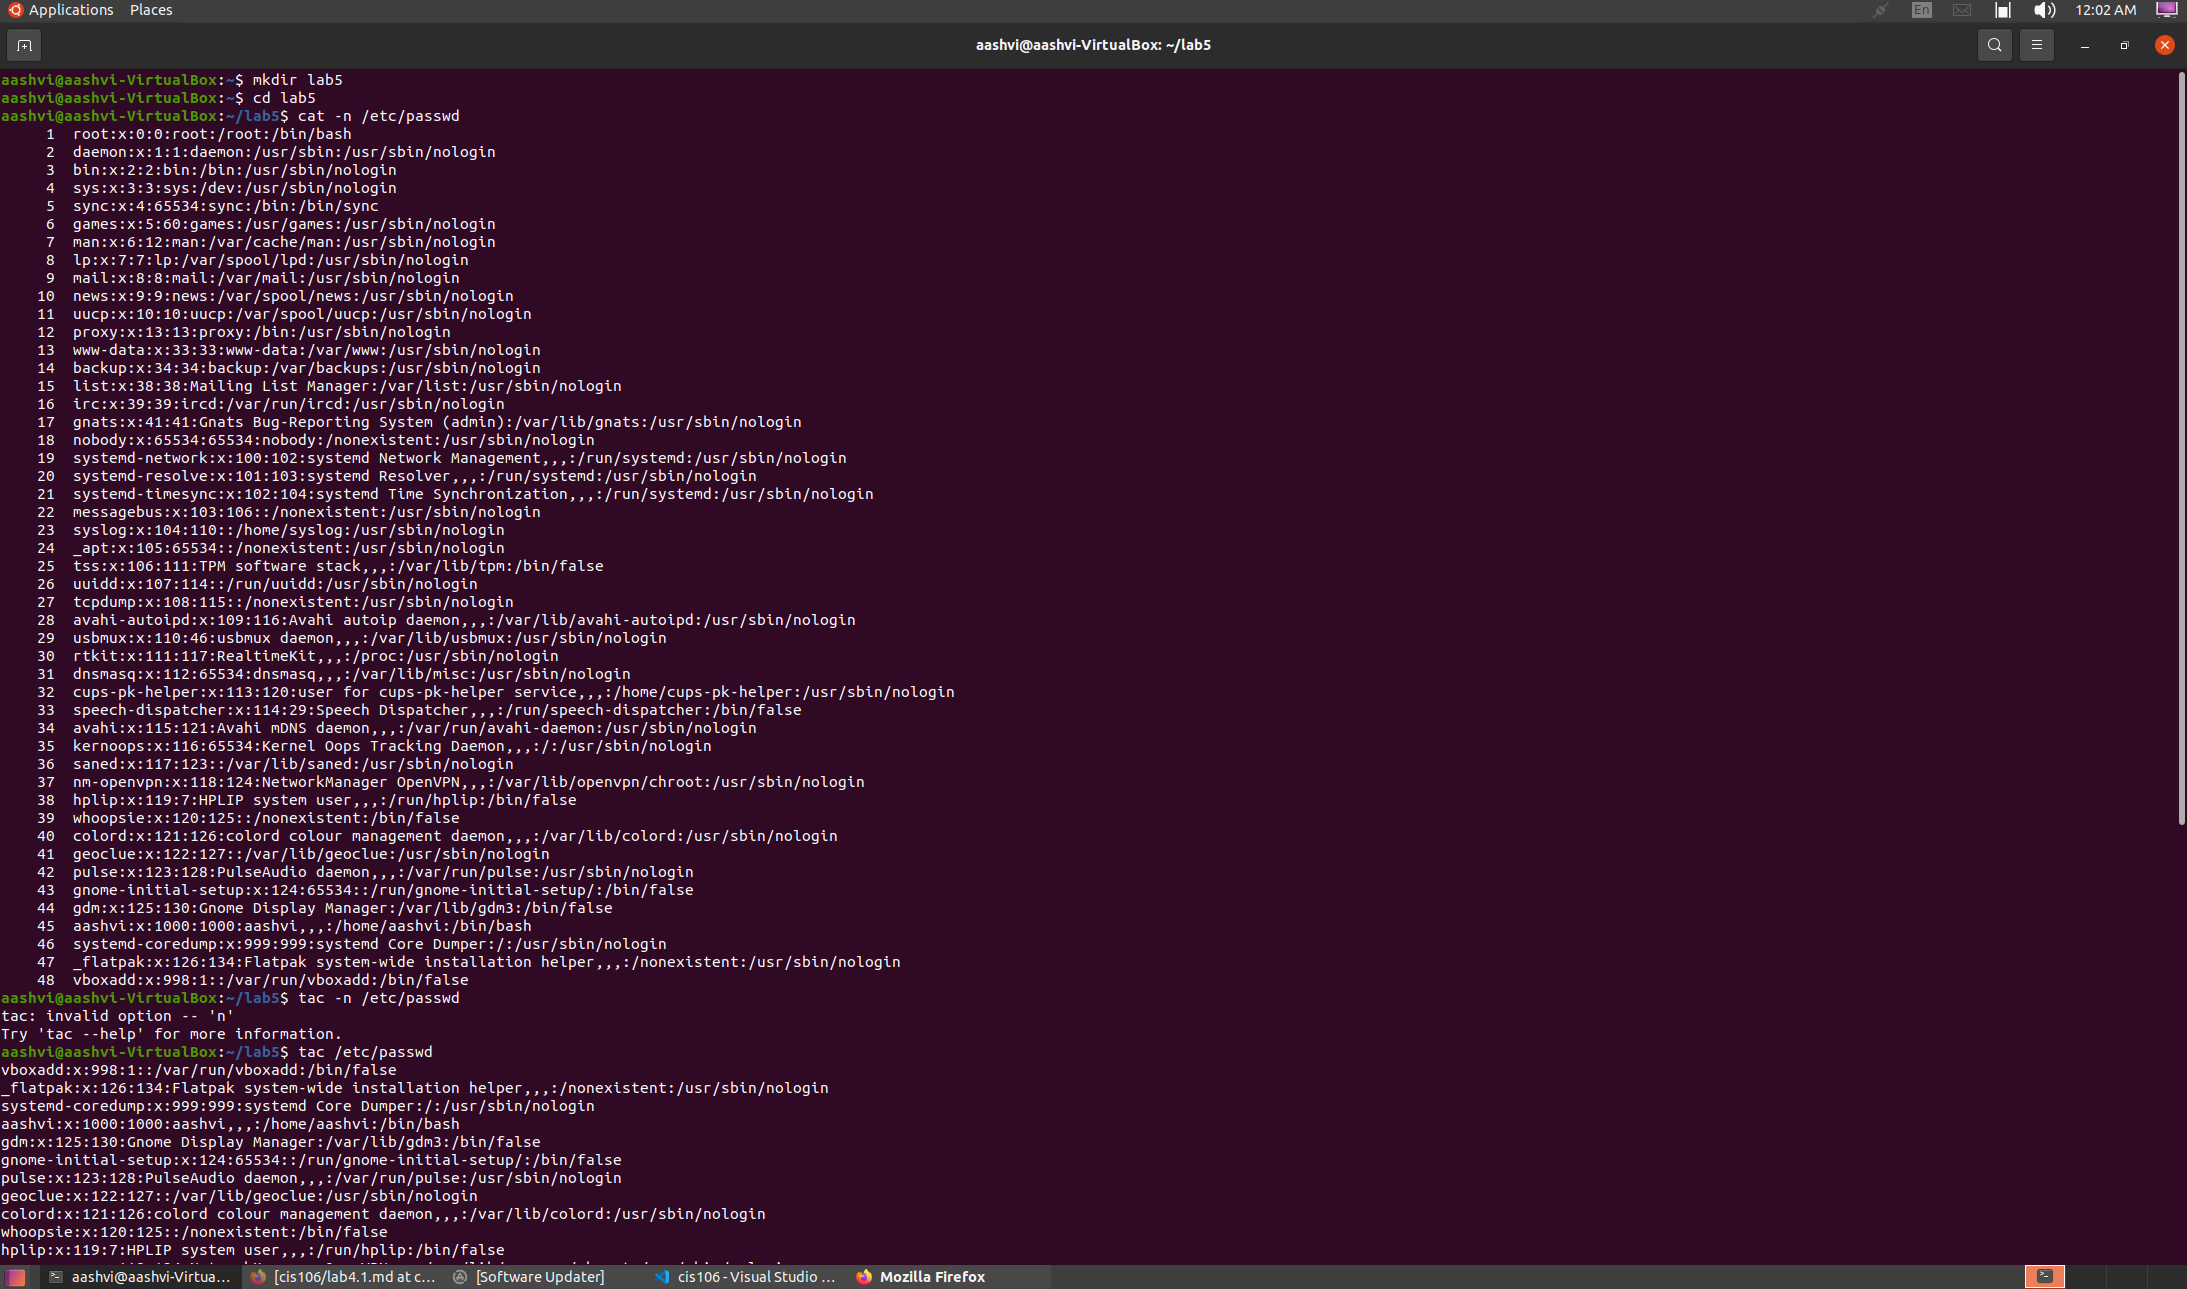 Applications Places En 12:02 AM
aashvi@aashvi-VirtualBox: ~/lab5
aashvi@aashvi-VirtualBox:~$ mkdir lab5
aashvi@aashvi-VirtualBox:~$ cd lab5
aashvi@aashvi-VirtualBox:~/lab5$ cat -n /etc/passwd
1 root:x:0:0:root:/root:/bin/bash
2 daemon:x:1:1:daemon:/usr/sbin:/usr/sbin/nologin
3 bin:x:2:2:bin:/bin:/usr/sbin/nologin
4 sys:x:3:3:sys:/dev:/usr/sbin/nologin
5 sync:x:4:65534:sync:/bin:/bin/sync
6 games:x:5:60:games:/usr/games:/usr/sbin/nologin
7 man:x:6:12:man:/var/cache/man:/usr/sbin/nologin
8 lp:x:7:7:lp:/var/spool/lpd:/usr/sbin/nologin
9 mail:x:8:8:mail:/var/mail:/usr/sbin/nologin
10 news:x:9:9:news:/var/spool/news:/usr/sbin/nologin
11 uucp:x:10:10:uucp:/var/spool/uucp:/usr/sbin/nologin
12 proxy:x:13:13:proxy:/bin:/usr/sbin/nologin
13 www-data:x:33:33:www-data:/var/www:/usr/sbin/nologin
14 backup:x:34:34:backup:/var/backups:/usr/sbin/nologin
15 list:x:38:38:Mailing List Manager:/var/list:/usr/sbin/nologin
16 irc:x:39:39:ircd:/var/run/ircd:/usr/sbin/nologin
17 gnats:x:41:41:Gnats Bug-Reporting System (admin):/var/lib/gnats:/usr/sbin/nologin
18 nobody:x:65534:65534:nobody:/nonexistent:/usr/sbin/nologin
19 systemd-network:x:100:102:systemd Network Management,,,:/run/systemd:/usr/sbin/nologin
20 systemd-resolve:x:101:103:systemd Resolver,,,:/run/systemd:/usr/sbin/nologin
21 systemd-timesync:x:102:104:systemd Time Synchronization,,,:/run/systemd:/usr/sbin/nologin
22 messagebus:x:103:106::/nonexistent:/usr/sbin/nologin
23 syslog:x:104:110::/home/syslog:/usr/sbin/nologin
24 _apt:x:105:65534::/nonexistent:/usr/sbin/nologin
25 tss:x:106:111:TPM software stack,,,:/var/lib/tpm:/bin/false
26 uuidd:x:107:114::/run/uuidd:/usr/sbin/nologin
27 tcpdump:x:108:115::/nonexistent:/usr/sbin/nologin
28 avahi-autoipd:x:109:116:Avahi autoip daemon,,,:/var/lib/avahi-autoipd:/usr/sbin/nologin
29 usbmux:x:110:46:usbmux daemon,,,:/var/lib/usbmux:/usr/sbin/nologin
30 rtkit:x:111:117:RealtimeKit,,,:/proc:/usr/sbin/nologin
31 dnsmasq:x:112:65534:dnsmasq,,,:/var/lib/misc:/usr/sbin/nologin
32 cups-pk-helper:x:113:120:user for cups-pk-helper service,,,:/home/cups-pk-helper:/usr/sbin/nologin
33 speech-dispatcher:x:114:29:Speech Dispatcher,,,:/run/speech-dispatcher:/bin/false
34 avahi:x:115:121:Avahi mDNS daemon,,,:/var/run/avahi-daemon:/usr/sbin/nologin
35 kernoops:x:116:65534:Kernel Oops Tracking Daemon,,,:/:/usr/sbin/nologin
36 saned:x:117:123::/var/lib/saned:/usr/sbin/nologin
37 nm-openvpn:x:118:124:NetworkManager OpenVPN,,,:/var/lib/openvpn/chroot:/usr/sbin/nologin
38 hplip:x:119:7:HPLIP system user,,,:/run/hplip:/bin/false
39 whoopsie:x:120:125::/nonexistent:/bin/false
40 colord:x:121:126:colord colour management daemon,,,:/var/lib/colord:/usr/sbin/nologin
41 geoclue:x:122:127::/var/lib/geoclue:/usr/sbin/nologin
42 pulse:x:123:128:PulseAudio daemon,,,:/var/run/pulse:/usr/sbin/nologin
43 gnome-initial-setup:x:124:65534::/run/gnome-initial-setup/:/bin/false
44 gdm:x:125:130:Gnome Display Manager:/var/lib/gdm3:/bin/false
45 aashvi:x:1000:1000:aashvi,,,:/home/aashvi:/bin/bash
46 systemd-coredump:x:999:999:systemd Core Dumper:/:/usr/sbin/nologin
47 _flatpak:x:126:134:Flatpak system-wide installation helper,,,:/nonexistent:/usr/sbin/nologin
48 vboxadd:x:998:1::/var/run/vboxadd:/bin/false
aashvi@aashvi-VirtualBox:~/lab5$ tac -n /etc/passwd
tac: invalid option -- 'n'
Try 'tac --help' for more information.
aashvi@aashvi-VirtualBox:~/lab5$ tac /etc/passwd
vboxadd:x:998:1::/var/run/vboxadd:/bin/false
_flatpak:x:126:134:Flatpak system-wide installation helper,,,:/nonexistent:/usr/sbin/nologin
systemd-coredump:x:999:999:systemd Core Dumper:/:/usr/sbin/nologin
aashvi:x:1000:1000:aashvi,,,:/home/aashvi:/bin/bash
gdm:x:125:130:Gnome Display Manager:/var/lib/gdm3:/bin/false
gnome-initial-setup:x:124:65534::/run/gnome-initial-setup/:/bin/false
pulse:x:123:128:PulseAudio daemon,,,:/var/run/pulse:/usr/sbin/nologin
geoclue:x:122:127::/var/lib/geoclue:/usr/sbin/nologin
colord:x:121:126:colord colour management daemon,,,:/var/lib/colord:/usr/sbin/nologin
whoopsie:x:120:125::/nonexistent:/bin/false
hplip:x:119:7:HPLIP system user,,,:/run/hplip:/bin/false
aashvi@aashvi-Virtua... [cis106/lab4.1.md at c... [Software Updater] cis106 - Visual Studio ... Mozilla Firefox